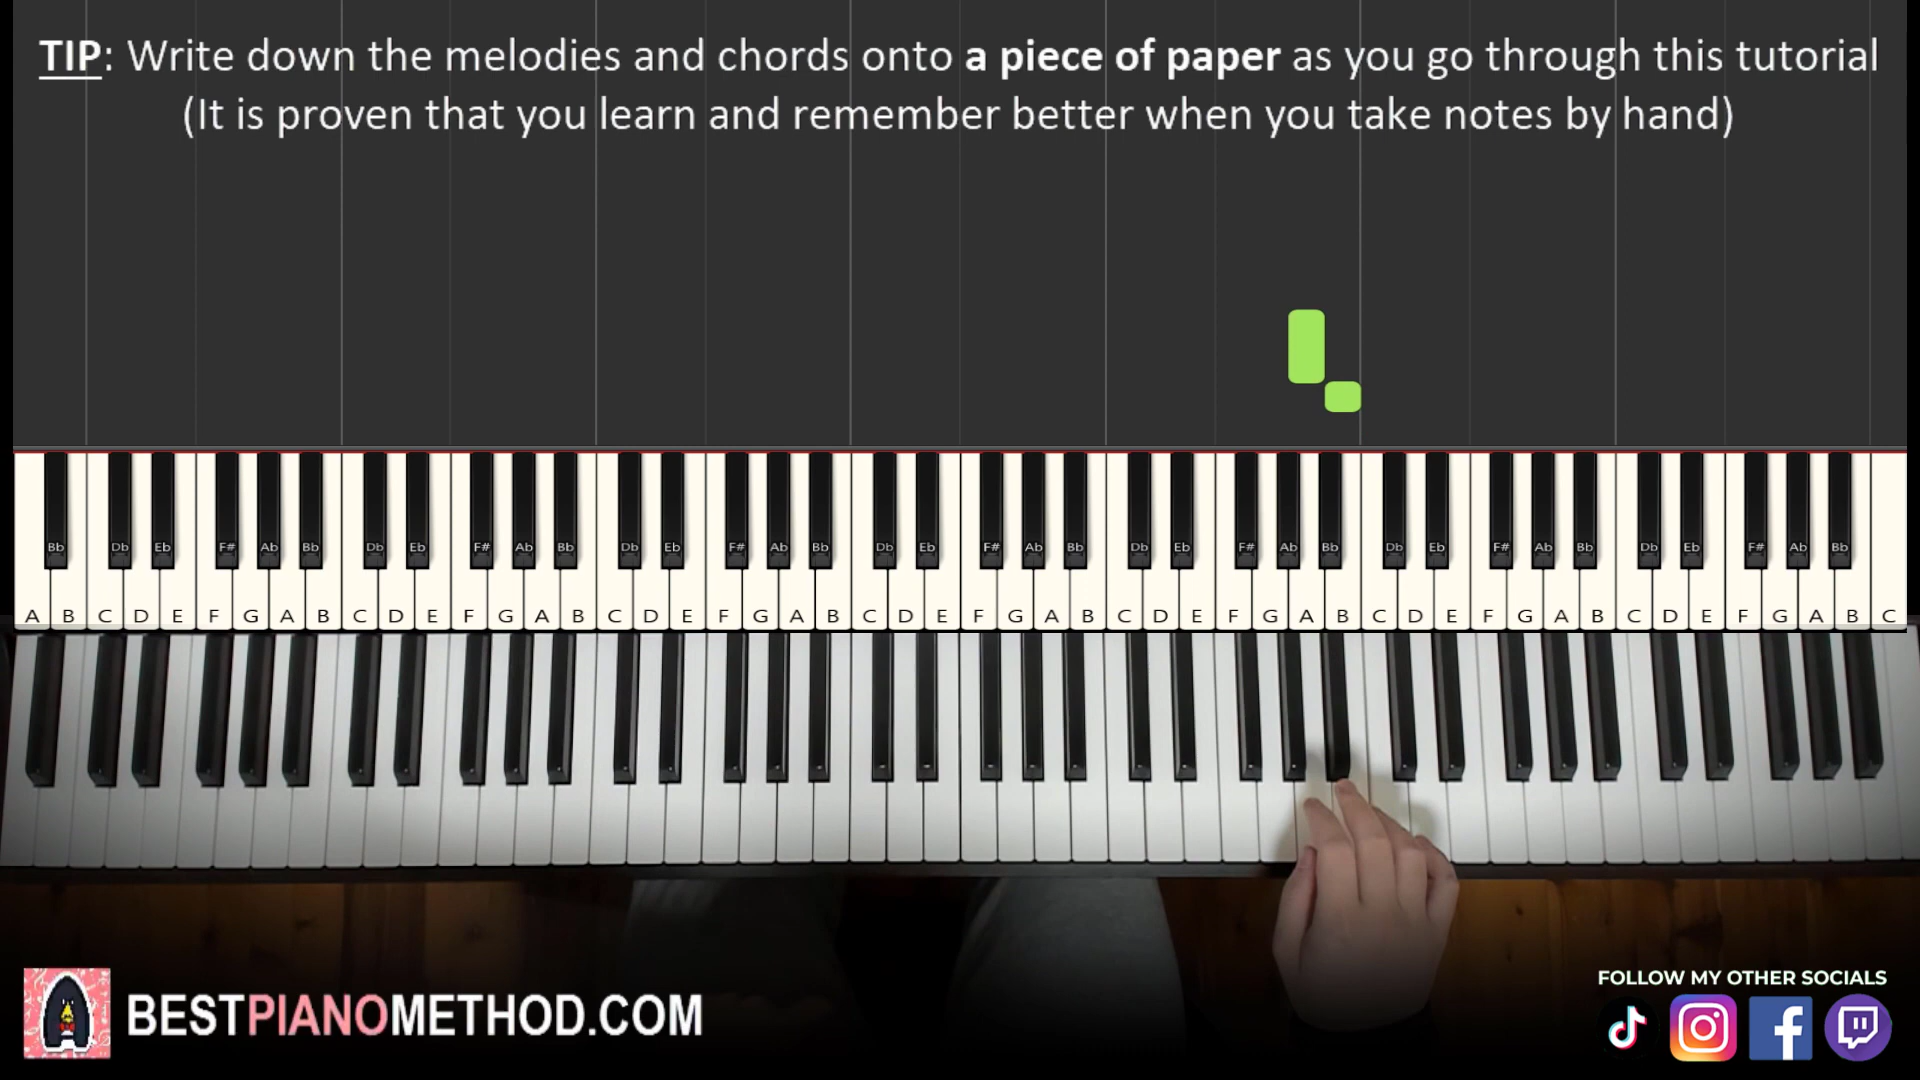 TIP: Write down the melodies and chords onto a piece of paper as you go through this tutorial
(It is proven that you learn and remember better when you take notes by hand)
Bb Db Eb F# Ab Bb Db Eb F# Ab Bb Db Eb F# Ab Bb Db Eb F# Ab Bb Db Eb F# Ab Bb Db Eb F# Ab Bb Db Eb F# Ab Bb
A B C D E F G A B C D E F G A B C D E F G A B C D E F G A B C D E F G A B C D E F G A B C D E F G A B C
BESTPIANOMETHOD.COM
FOLLOW MY OTHER SOCIALS